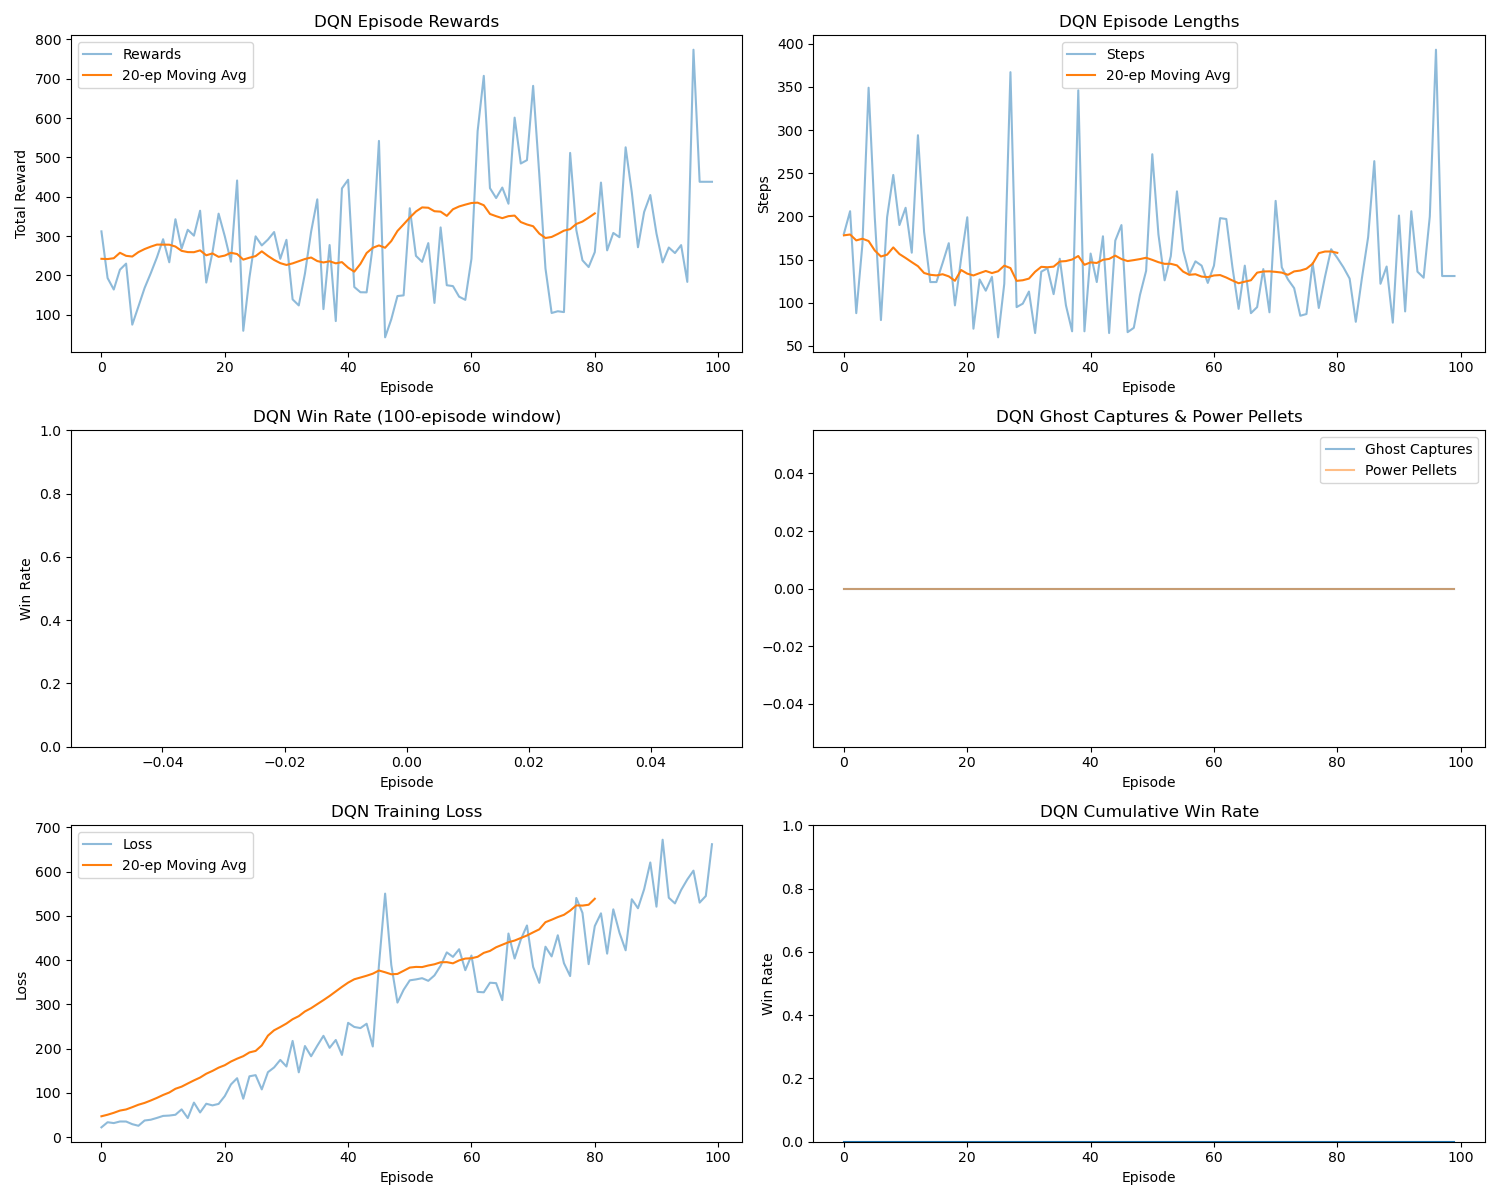 DQN Episode Rewards
800
700
600
500
400
300
200
100
Total Reward
Rewards
20-ep Moving Avg
0 20 40 60 80 100
Episode
DQN Episode Lengths
400
350
300
250
200
150
100
50
Steps
Steps
20-ep Moving Avg
0 20 40 60 80 100
Episode
DQN Win Rate (100-episode window)
1.0
0.8
0.6
0.4
0.2
0.0
Win Rate
−0.04 −0.02 0.00 0.02 0.04
Episode
DQN Ghost Captures & Power Pellets
0.04
0.02
0.00
−0.02
−0.04
Ghost Captures
Power Pellets
0 20 40 60 80 100
Episode
DQN Training Loss
700
600
500
400
300
200
100
0
Loss
Loss
20-ep Moving Avg
0 20 40 60 80 100
Episode
DQN Cumulative Win Rate
1.0
0.8
0.6
0.4
0.2
0.0
Win Rate
0 20 40 60 80 100
Episode